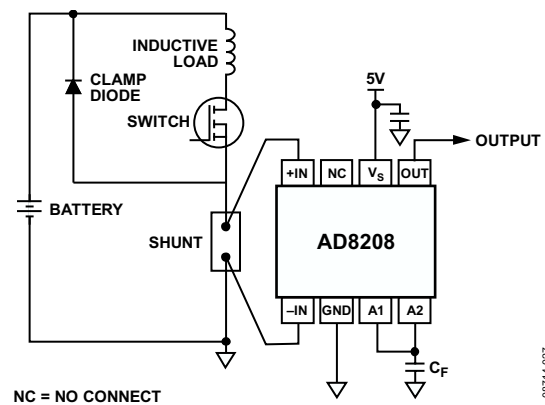 INDUCTIVE
LOAD
CLAMP
DIODE
SWITCH
BATTERY
SHUNT
5V
OUTPUT
+IN
NC
VS
OUT
AD8208
–IN
GND
A1
A2
CF
NC = NO CONNECT